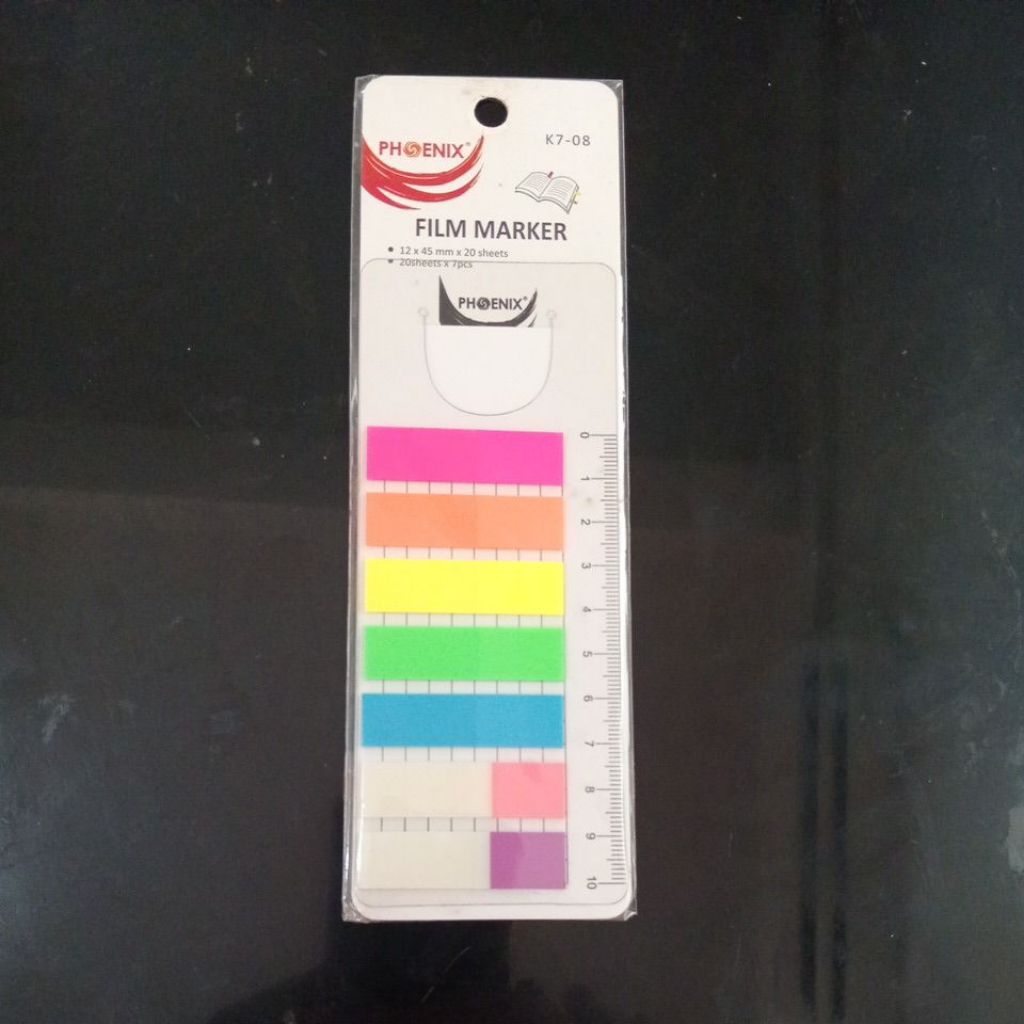 PHOENIX®
K7-08
FILM MARKER
• 12 x 45 mm x 20 sheets
• 20sheets x 7pcs
PHOENIX®
0
1
2
3
4
5
6
7
8
9
10